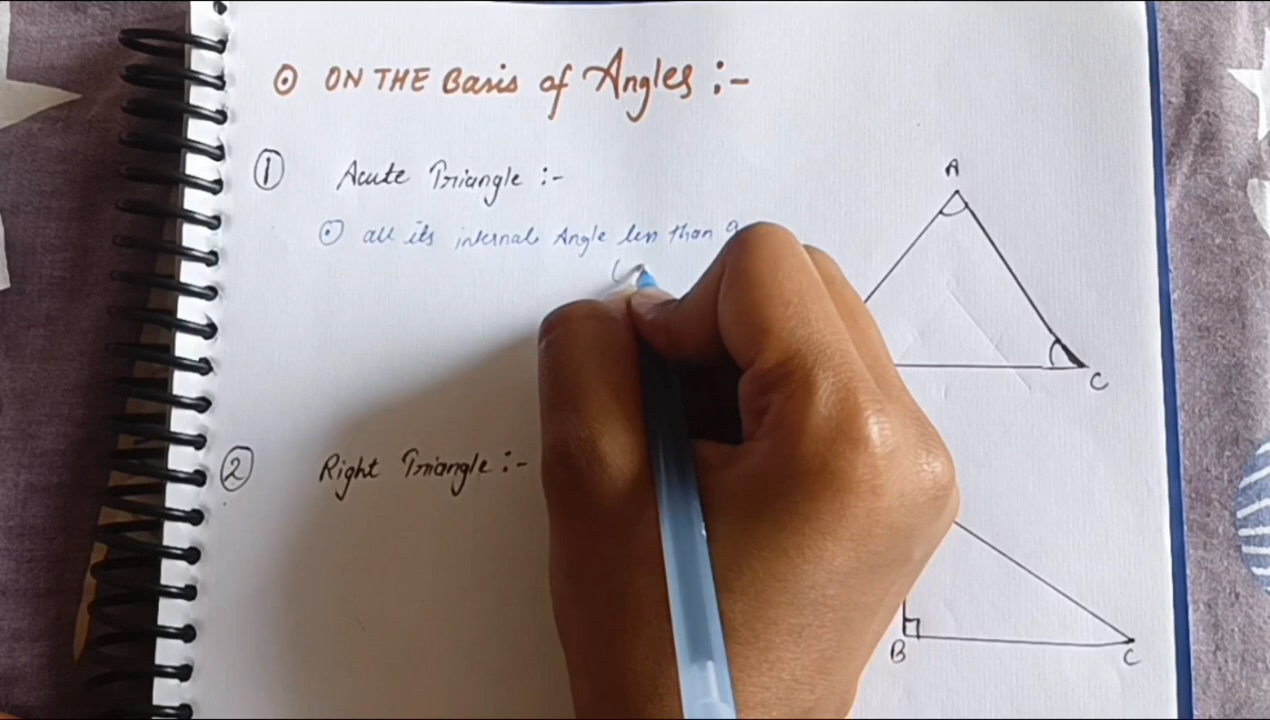 ON THE Basis of Angles :-
① Acute Triangle :-
all its internal Angle less than
A
C
② Right Triangle :-
B
C